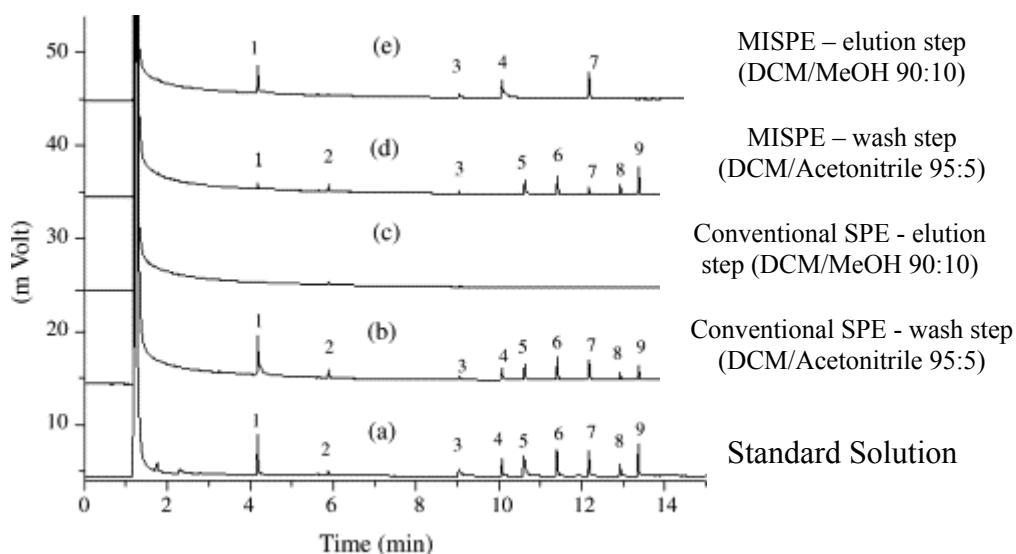 50
40
30
20
10
(m Volt)
0
2
4
6
8
10
12
14
Time (min)
(e)
1
3
4
7
MISPE – elution step
(DCM/MeOH 90:10)
(d)
1
2
3
5
6
7
8
9
MISPE – wash step
(DCM/Acetonitrile 95:5)
(c)
Conventional SPE - elution
step (DCM/MeOH 90:10)
(b)
1
2
3
4
5
6
7
8
9
Conventional SPE - wash step
(DCM/Acetonitrile 95:5)
(a)
1
2
3
4
5
6
7
8
9
Standard Solution